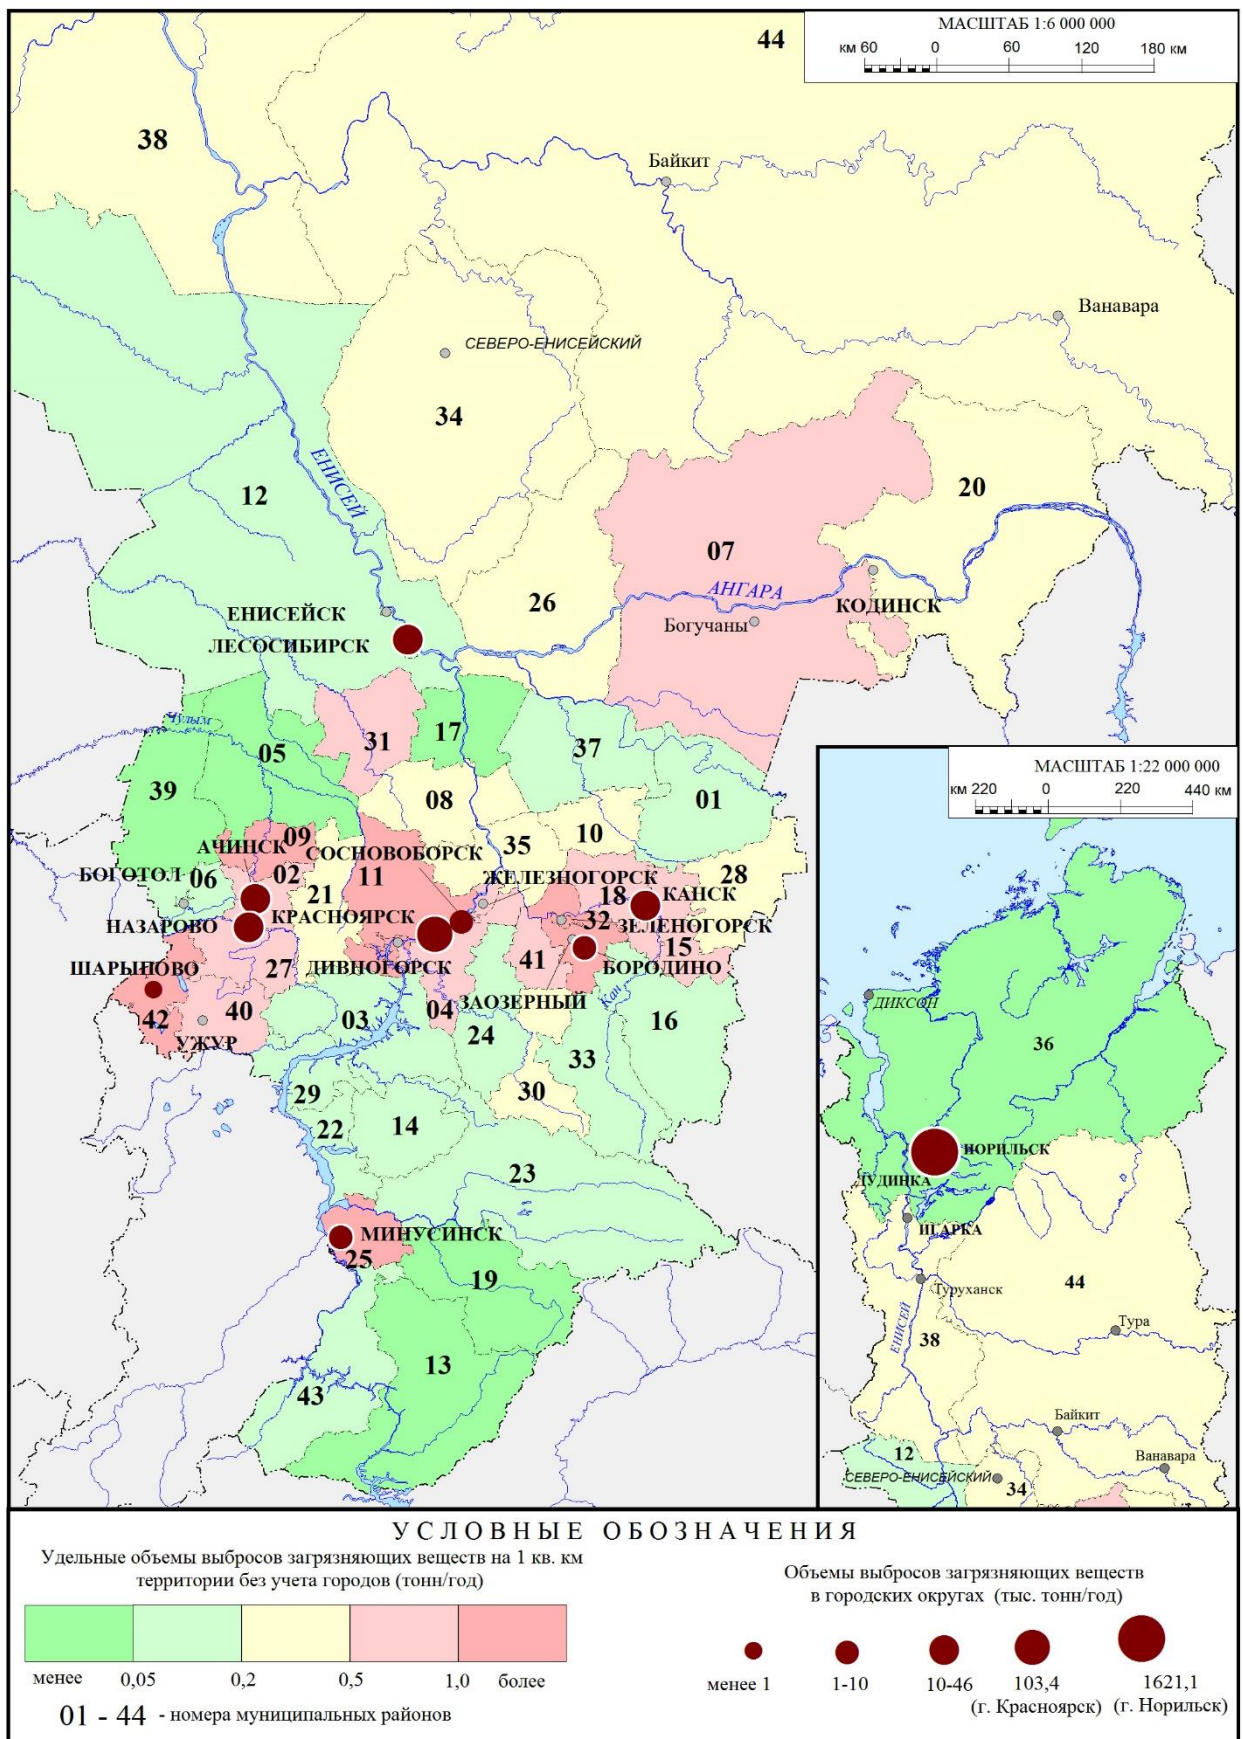 МАСШТАБ 1:6 000 000
км 60 0 60 120 180 км
44
38
Байкит
Ванавара
СЕВЕРО-ЕНИСЕЙСКИЙ
34
ЕНИСЕЙ
12
20
07
26
АНГАРА
КОДИНСК
ЕНИСЕЙСК
Богучаны
ЛЕСОСИБИРСК
Чулым
17
31
37
05
39
08
01
МАСШТАБ 1:22 000 000
км 220 0 220 440 км
09
10
35
АЧИНСК
СОСНОВОБОРСК
БОГОТОЛ
06
02
11
ЖЕЛЕЗНОГОРСК
28
21
18
КАНСК
НАЗАРОВО
КРАСНОЯРСК
32
ЗЕЛЕНОГОРСК
15
ШАРЫПОВО
27
ДИВНОГОРСК
41
БОРОДИНО
ЗАОЗЕРНЫЙ
Кан
42
40
03
04
УЖУР
24
16
33
29
30
22
14
23
МИНУСИНСК
25
19
13
43
ДИКСОН
36
НОРИЛЬСК
ДУДИНКА
ИГАРКА
44
Туруханск
Тура
ЕНИСЕЙ
38
Байкит
12
Ванавара
СЕВЕРО-ЕНИСЕЙСКИЙ
34
УСЛОВНЫЕ ОБОЗНАЧЕНИЯ
Удельные объемы выбросов загрязняющих веществ на 1 кв. км
территории без учета городов (тонн/год)
менее 0,05 0,2 0,5 1,0 более
01 - 44 - номера муниципальных районов
Объемы выбросов загрязняющих веществ
в городских округах (тыс. тонн/год)
менее 1 1-10 10-46 103,4 1621,1
(г. Красноярск) (г. Норильск)